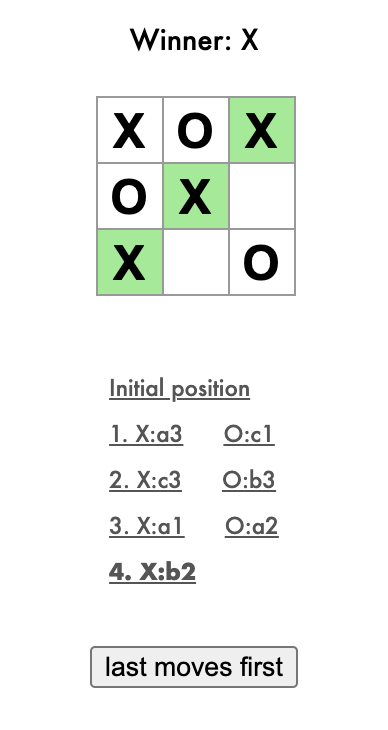 Winner: X
X O X
O X
X O
Initial position
1. X:a3 O:c1
2. X:c3 O:b3
3. X:a1 O:a2
4. X:b2
last moves first